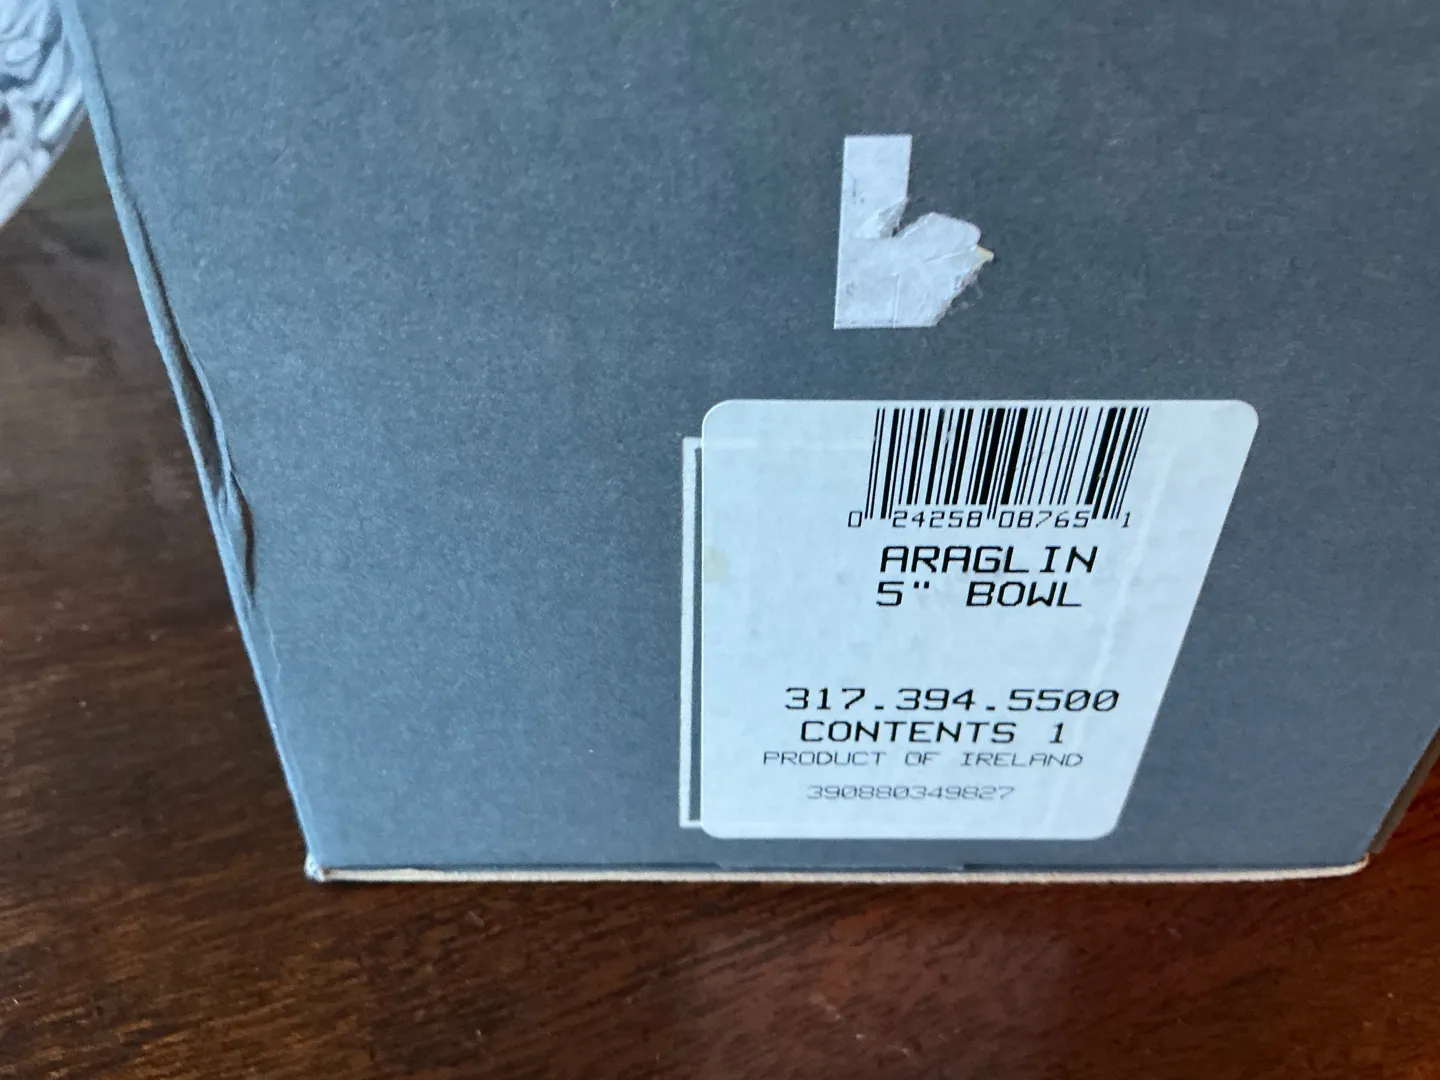 0 24258 08765 1
ARAGLIN
5" BOWL
317.394.5500
CONTENTS 1
PRODUCT OF IRELAND
390880349827